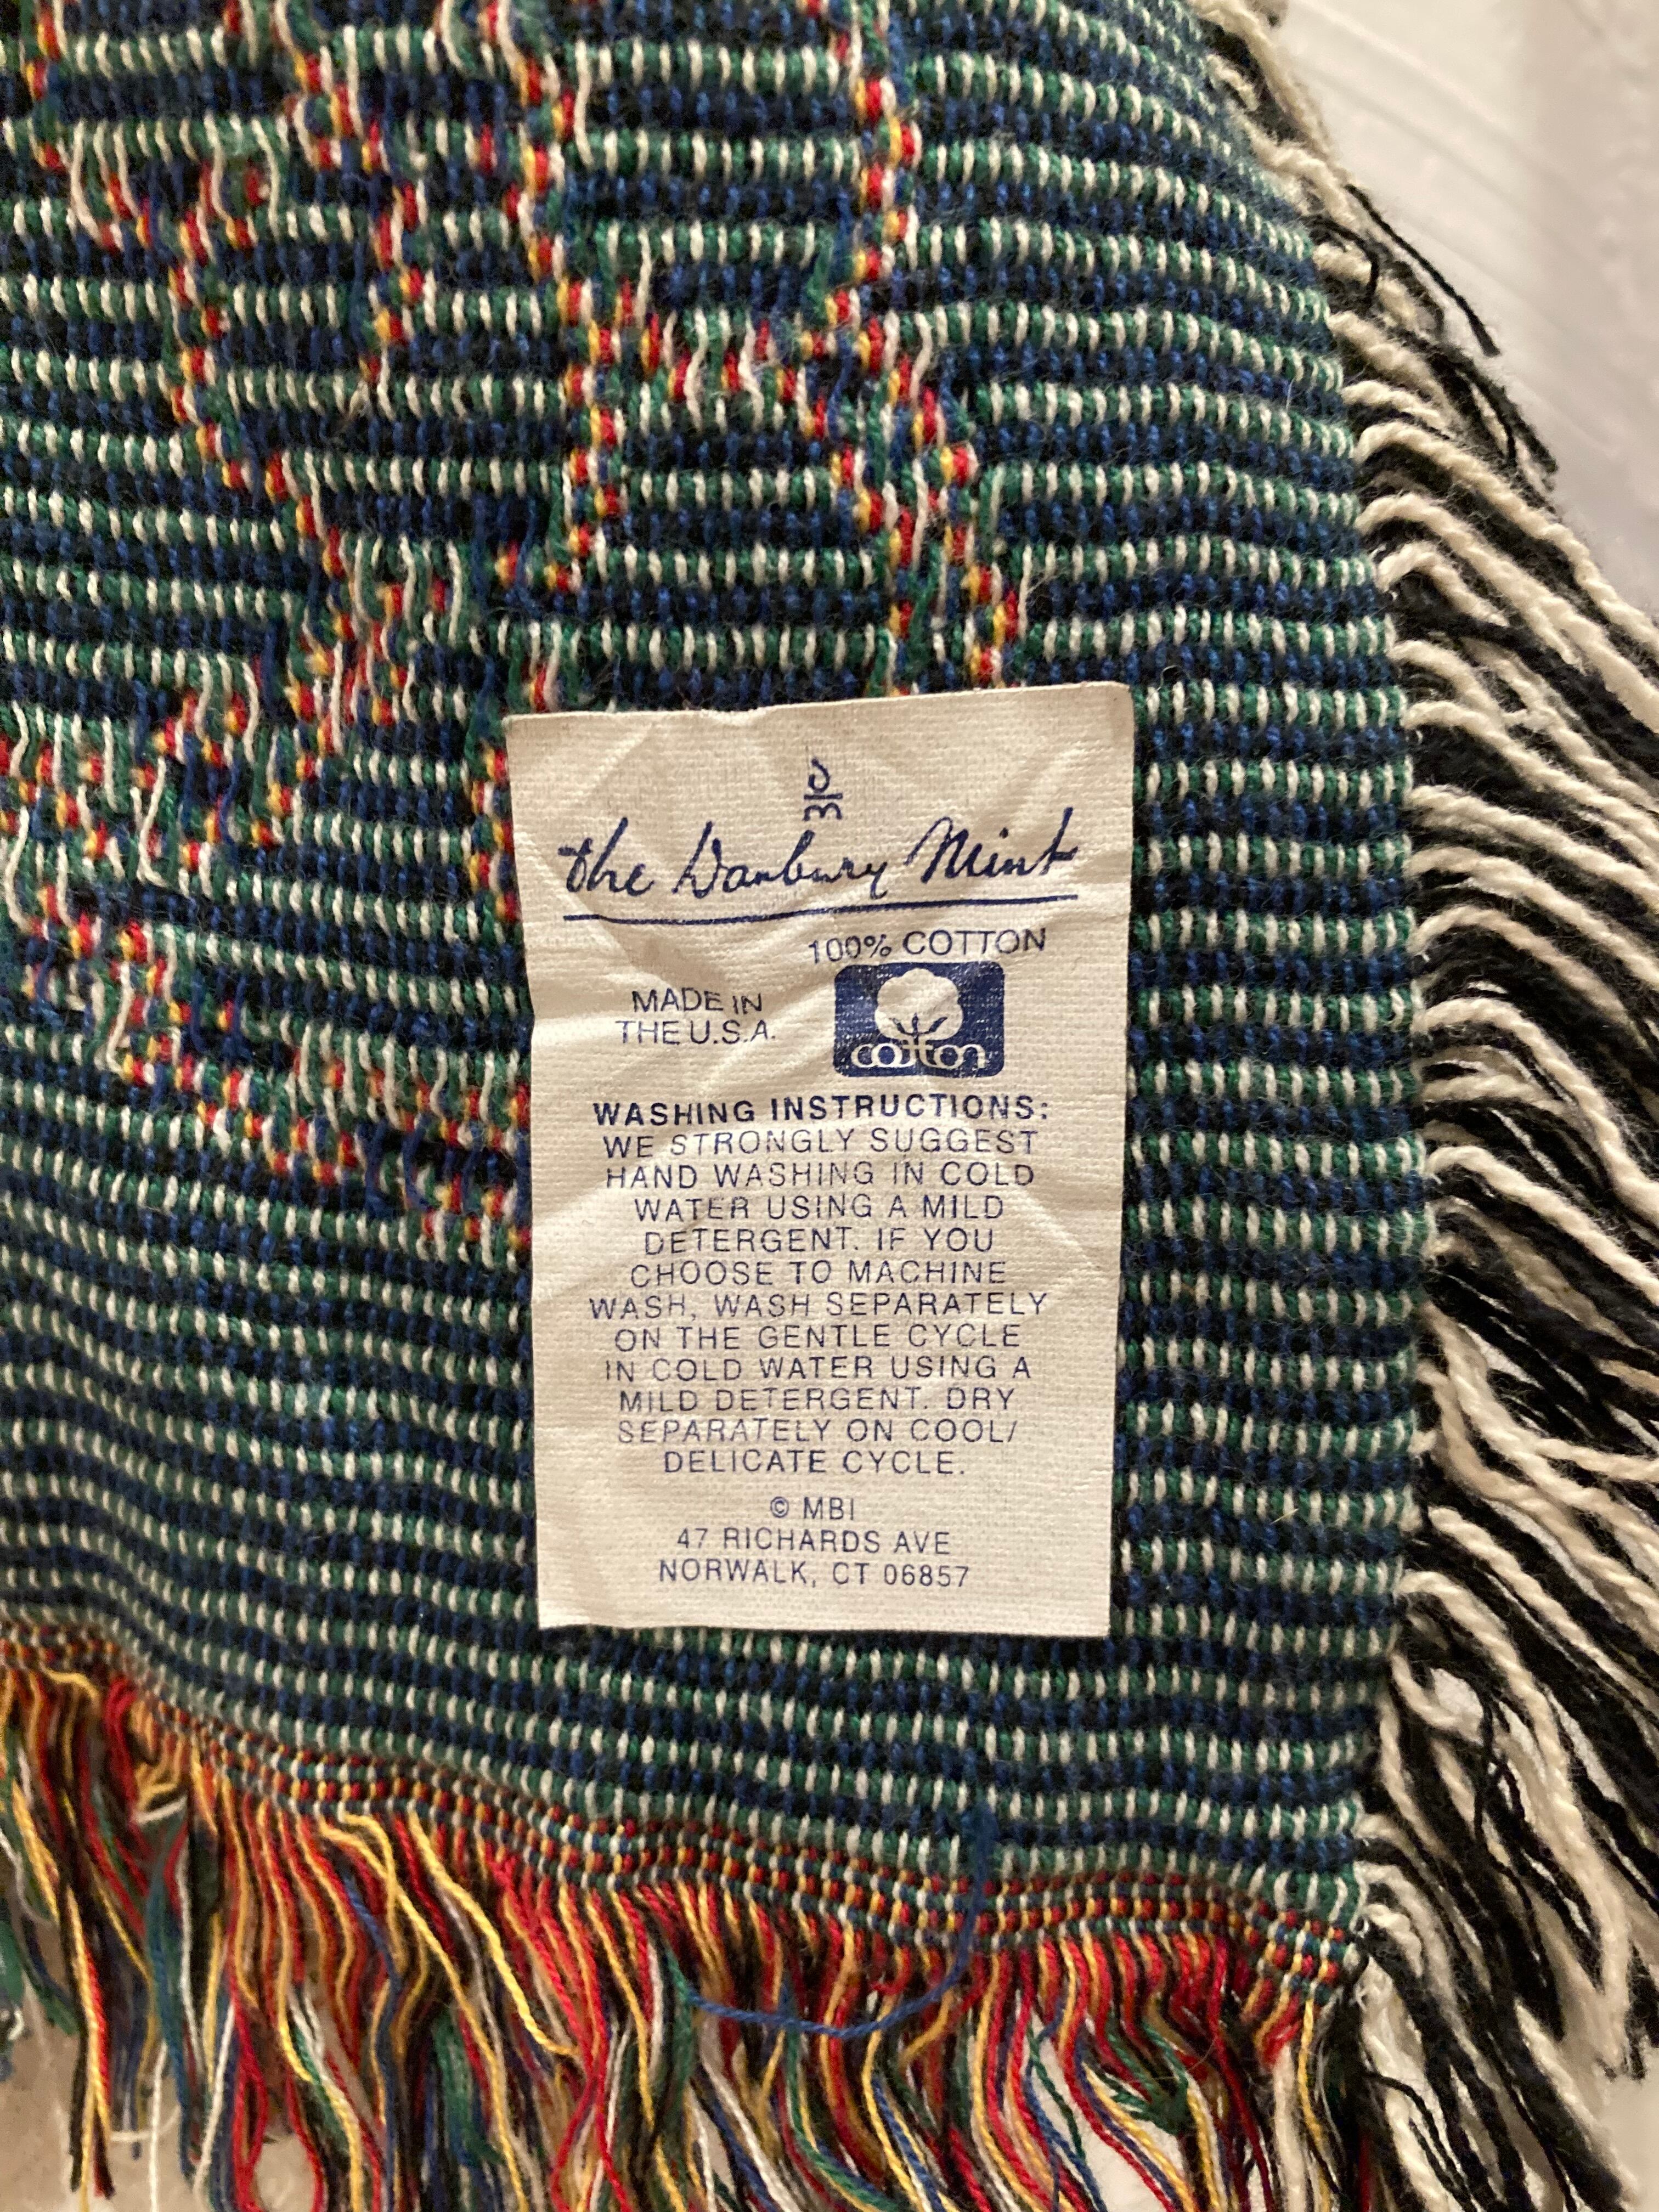 dm
the Danbury Mint
100% COTTON
MADE IN
THE U.S.A.
cotton
WASHING INSTRUCTIONS:
WE STRONGLY SUGGEST
HAND WASHING IN COLD
WATER USING A MILD
DETERGENT. IF YOU
CHOOSE TO MACHINE
WASH, WASH SEPARATELY
ON THE GENTLE CYCLE
IN COLD WATER USING A
MILD DETERGENT. DRY
SEPARATELY ON COOL/
DELICATE CYCLE.
© MBI
47 RICHARDS AVE
NORWALK, CT 06857